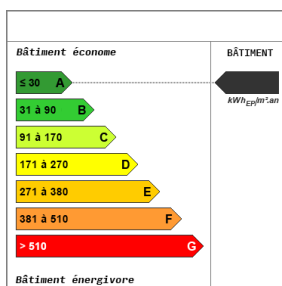 Bâtiment économe
BÂTIMENT
≤ 30 A
kWhEP/m².an
31 à 90 B
91 à 170 C
171 à 270 D
271 à 380 E
381 à 510 F
> 510 G
Bâtiment énergivore